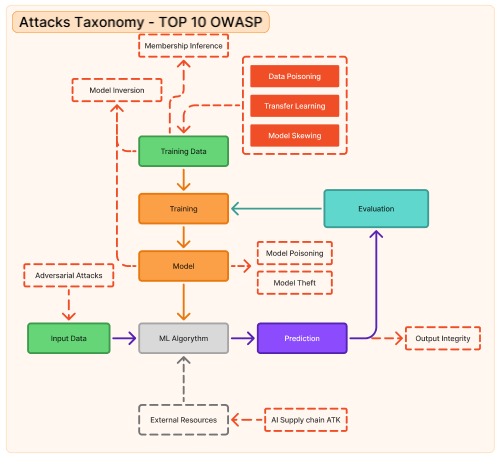 Attacks Taxonomy - TOP 10 OWASP
Membership Inference
Data Poisoning
Model Inversion
Transfer Learning
Model Skewing
Training Data
Training
Evaluation
Model Poisoning
Model
Adversarial Attacks
Model Theft
Input Data
ML Algorythm
Prediction
Output Integrity
External Resources
AI Supply chain ATK